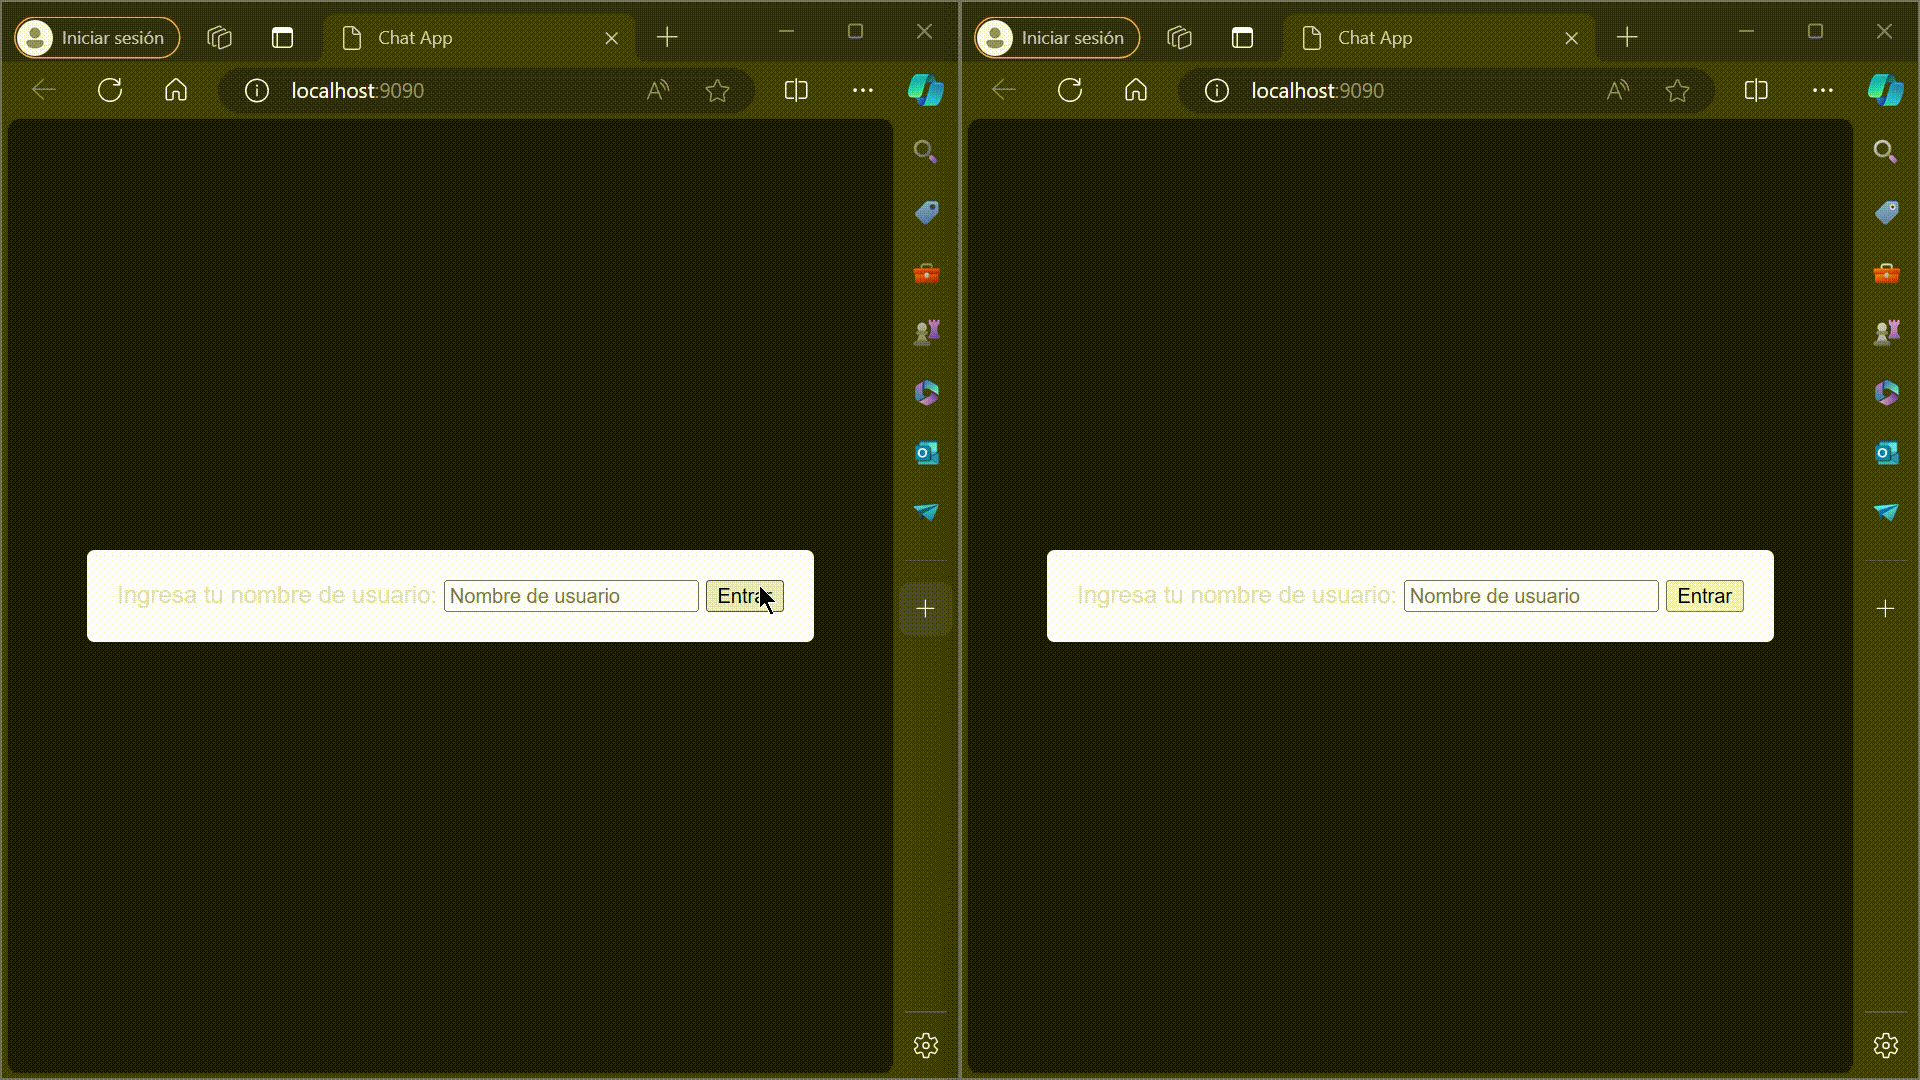 Iniciar sesión
Chat App
localhost:9090
Ingresa tu nombre de usuario:
Nombre de usuario
Entrar
Iniciar sesión
Chat App
localhost:9090
Ingresa tu nombre de usuario:
Nombre de usuario
Entrar